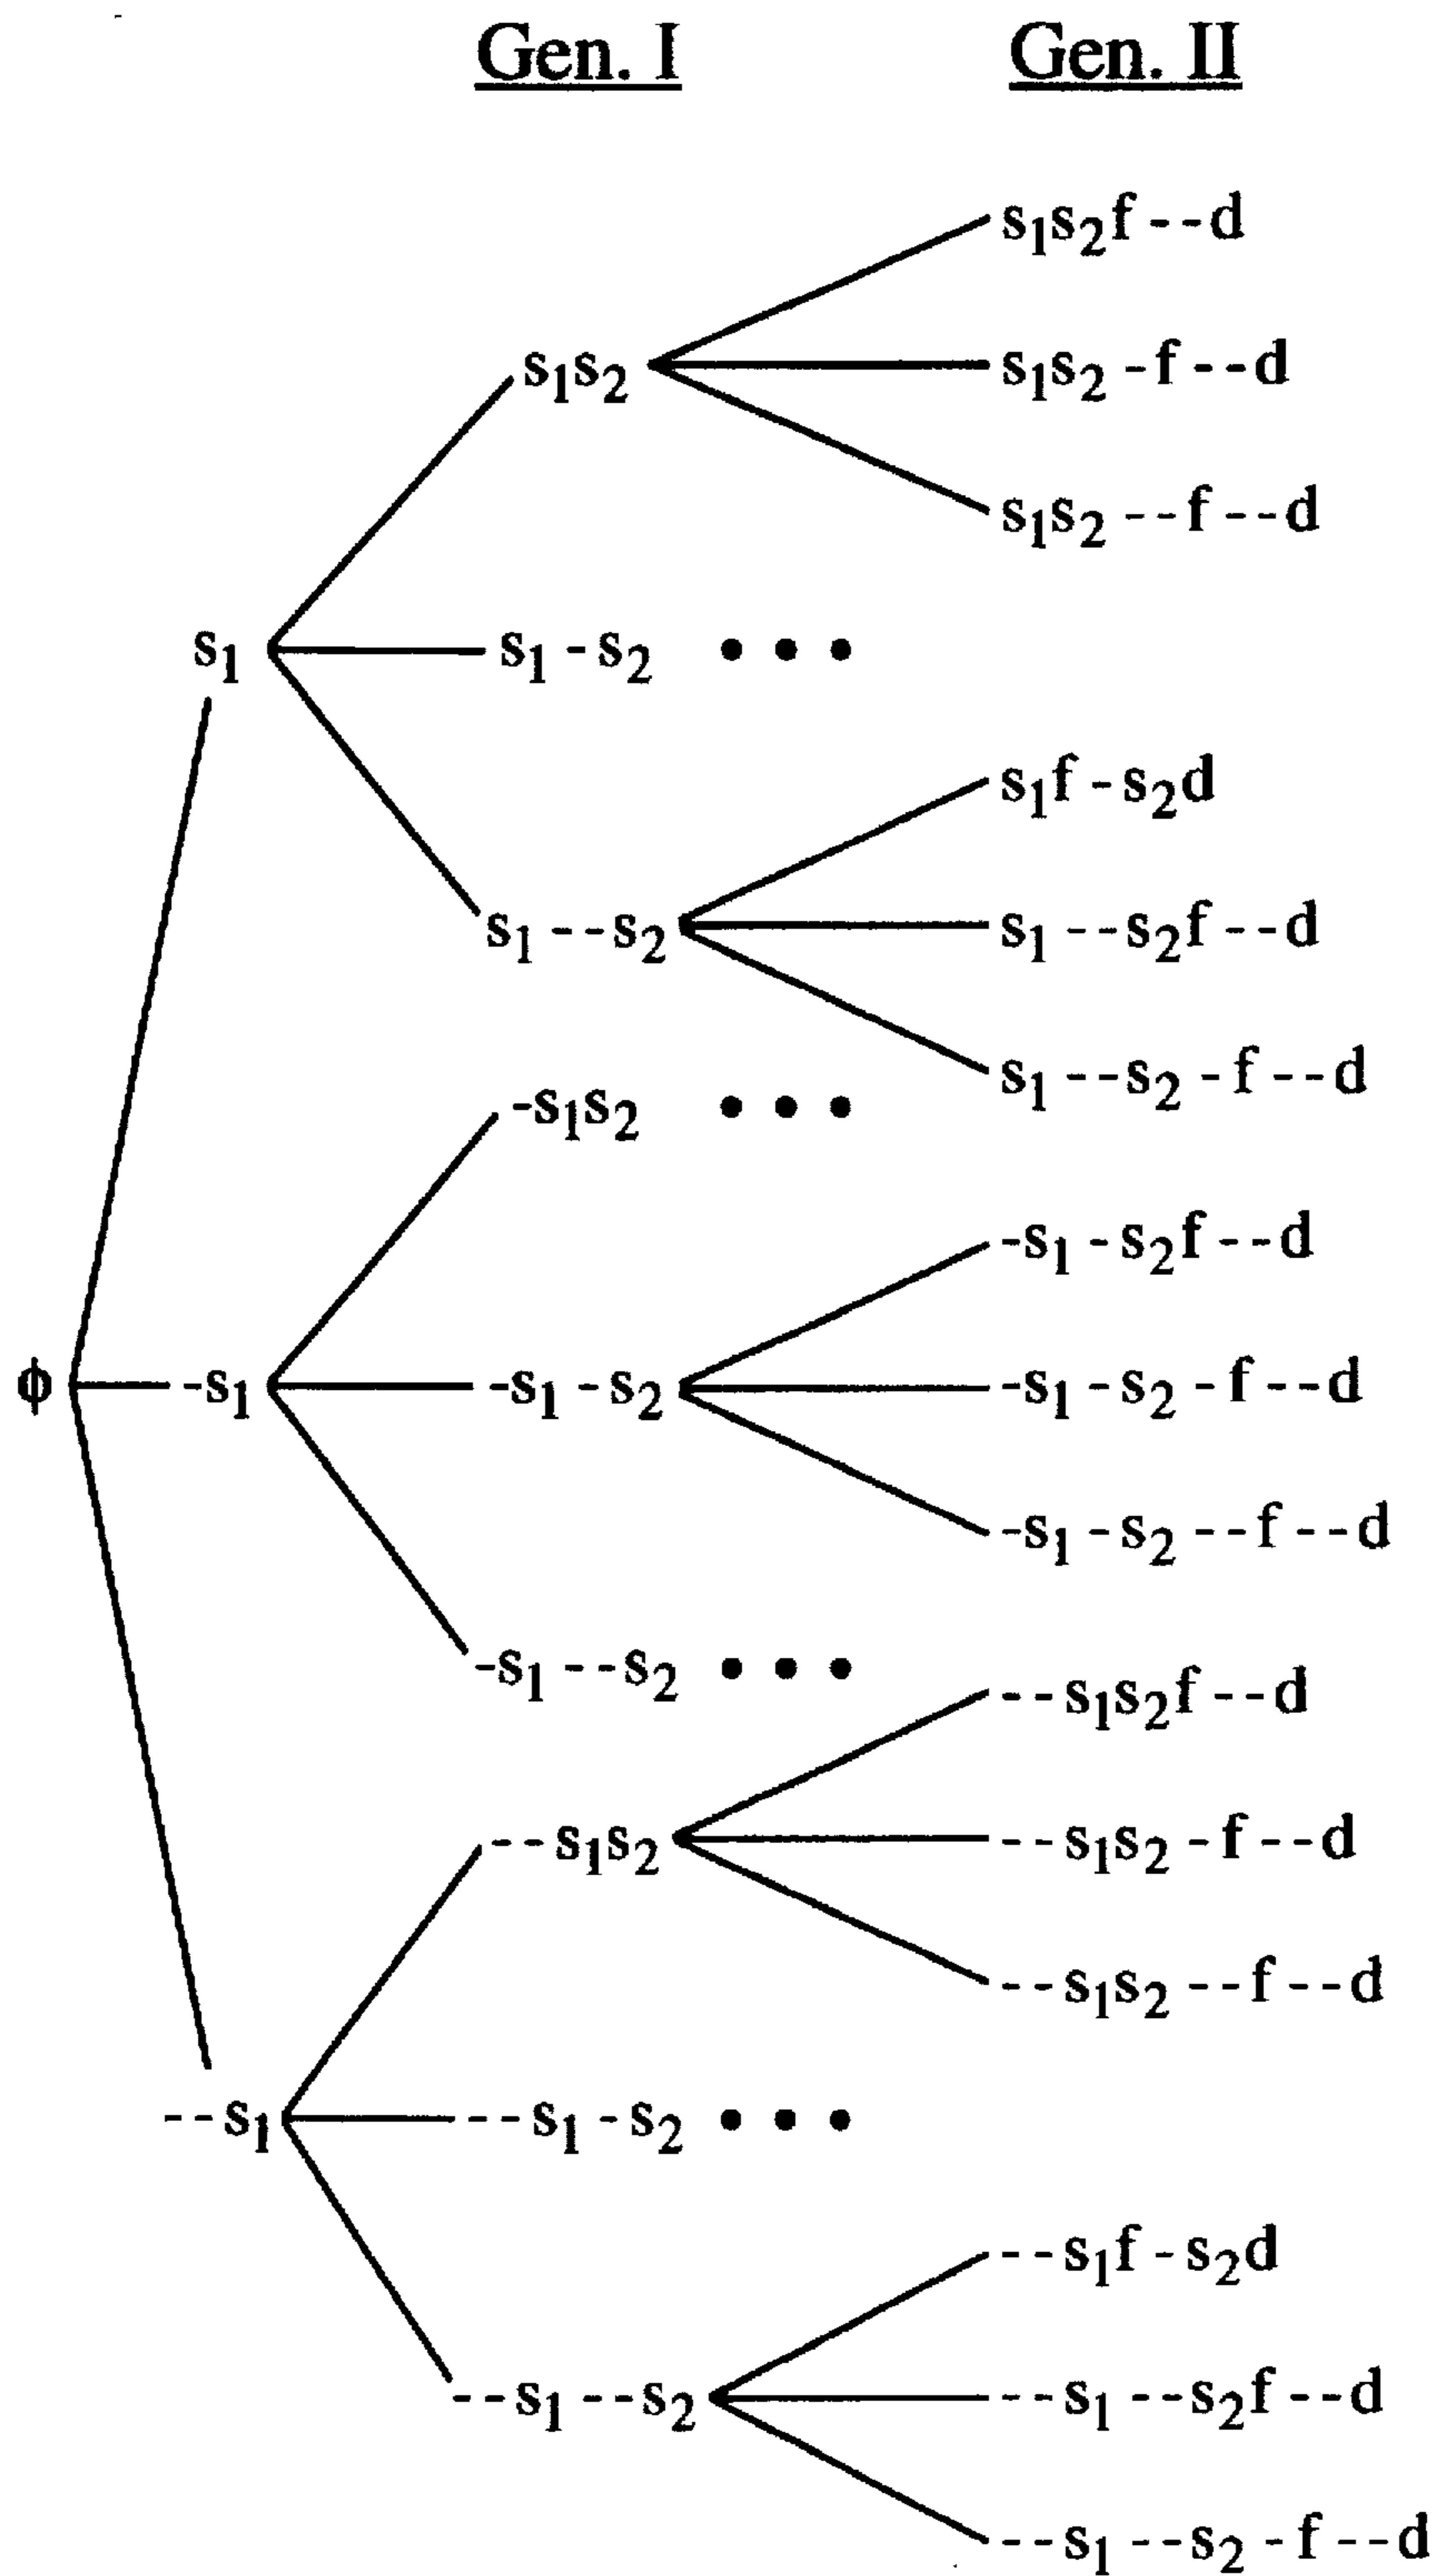 Gen. I Gen. II
s₁s₂f - - d
s₁s₂ s₁s₂ - f - - d
s₁s₂ - - f - - d
s₁ s₁ - s₂ • • •
s₁f - s₂d
s₁ - - s₂ s₁ - - s₂f - - d
s₁ - - s₂ - f - - d
-s₁s₂ • • •
-s₁ - s₂f - - d
ϕ -s₁ -s₁ - s₂ -s₁ - s₂ - f - - d
-s₁ - s₂ - - f - - d
-s₁ - - s₂ • • •
- - s₁s₂f - - d
- - s₁s₂ - - s₁s₂ - f - - d
- - s₁s₂ - - f - - d
- - s₁ - - s₁ - s₂ • • •
- - s₁f - s₂d
- - s₁ - - s₂ - - s₁ - - s₂f - - d
- - s₁ - - s₂ - f - - d